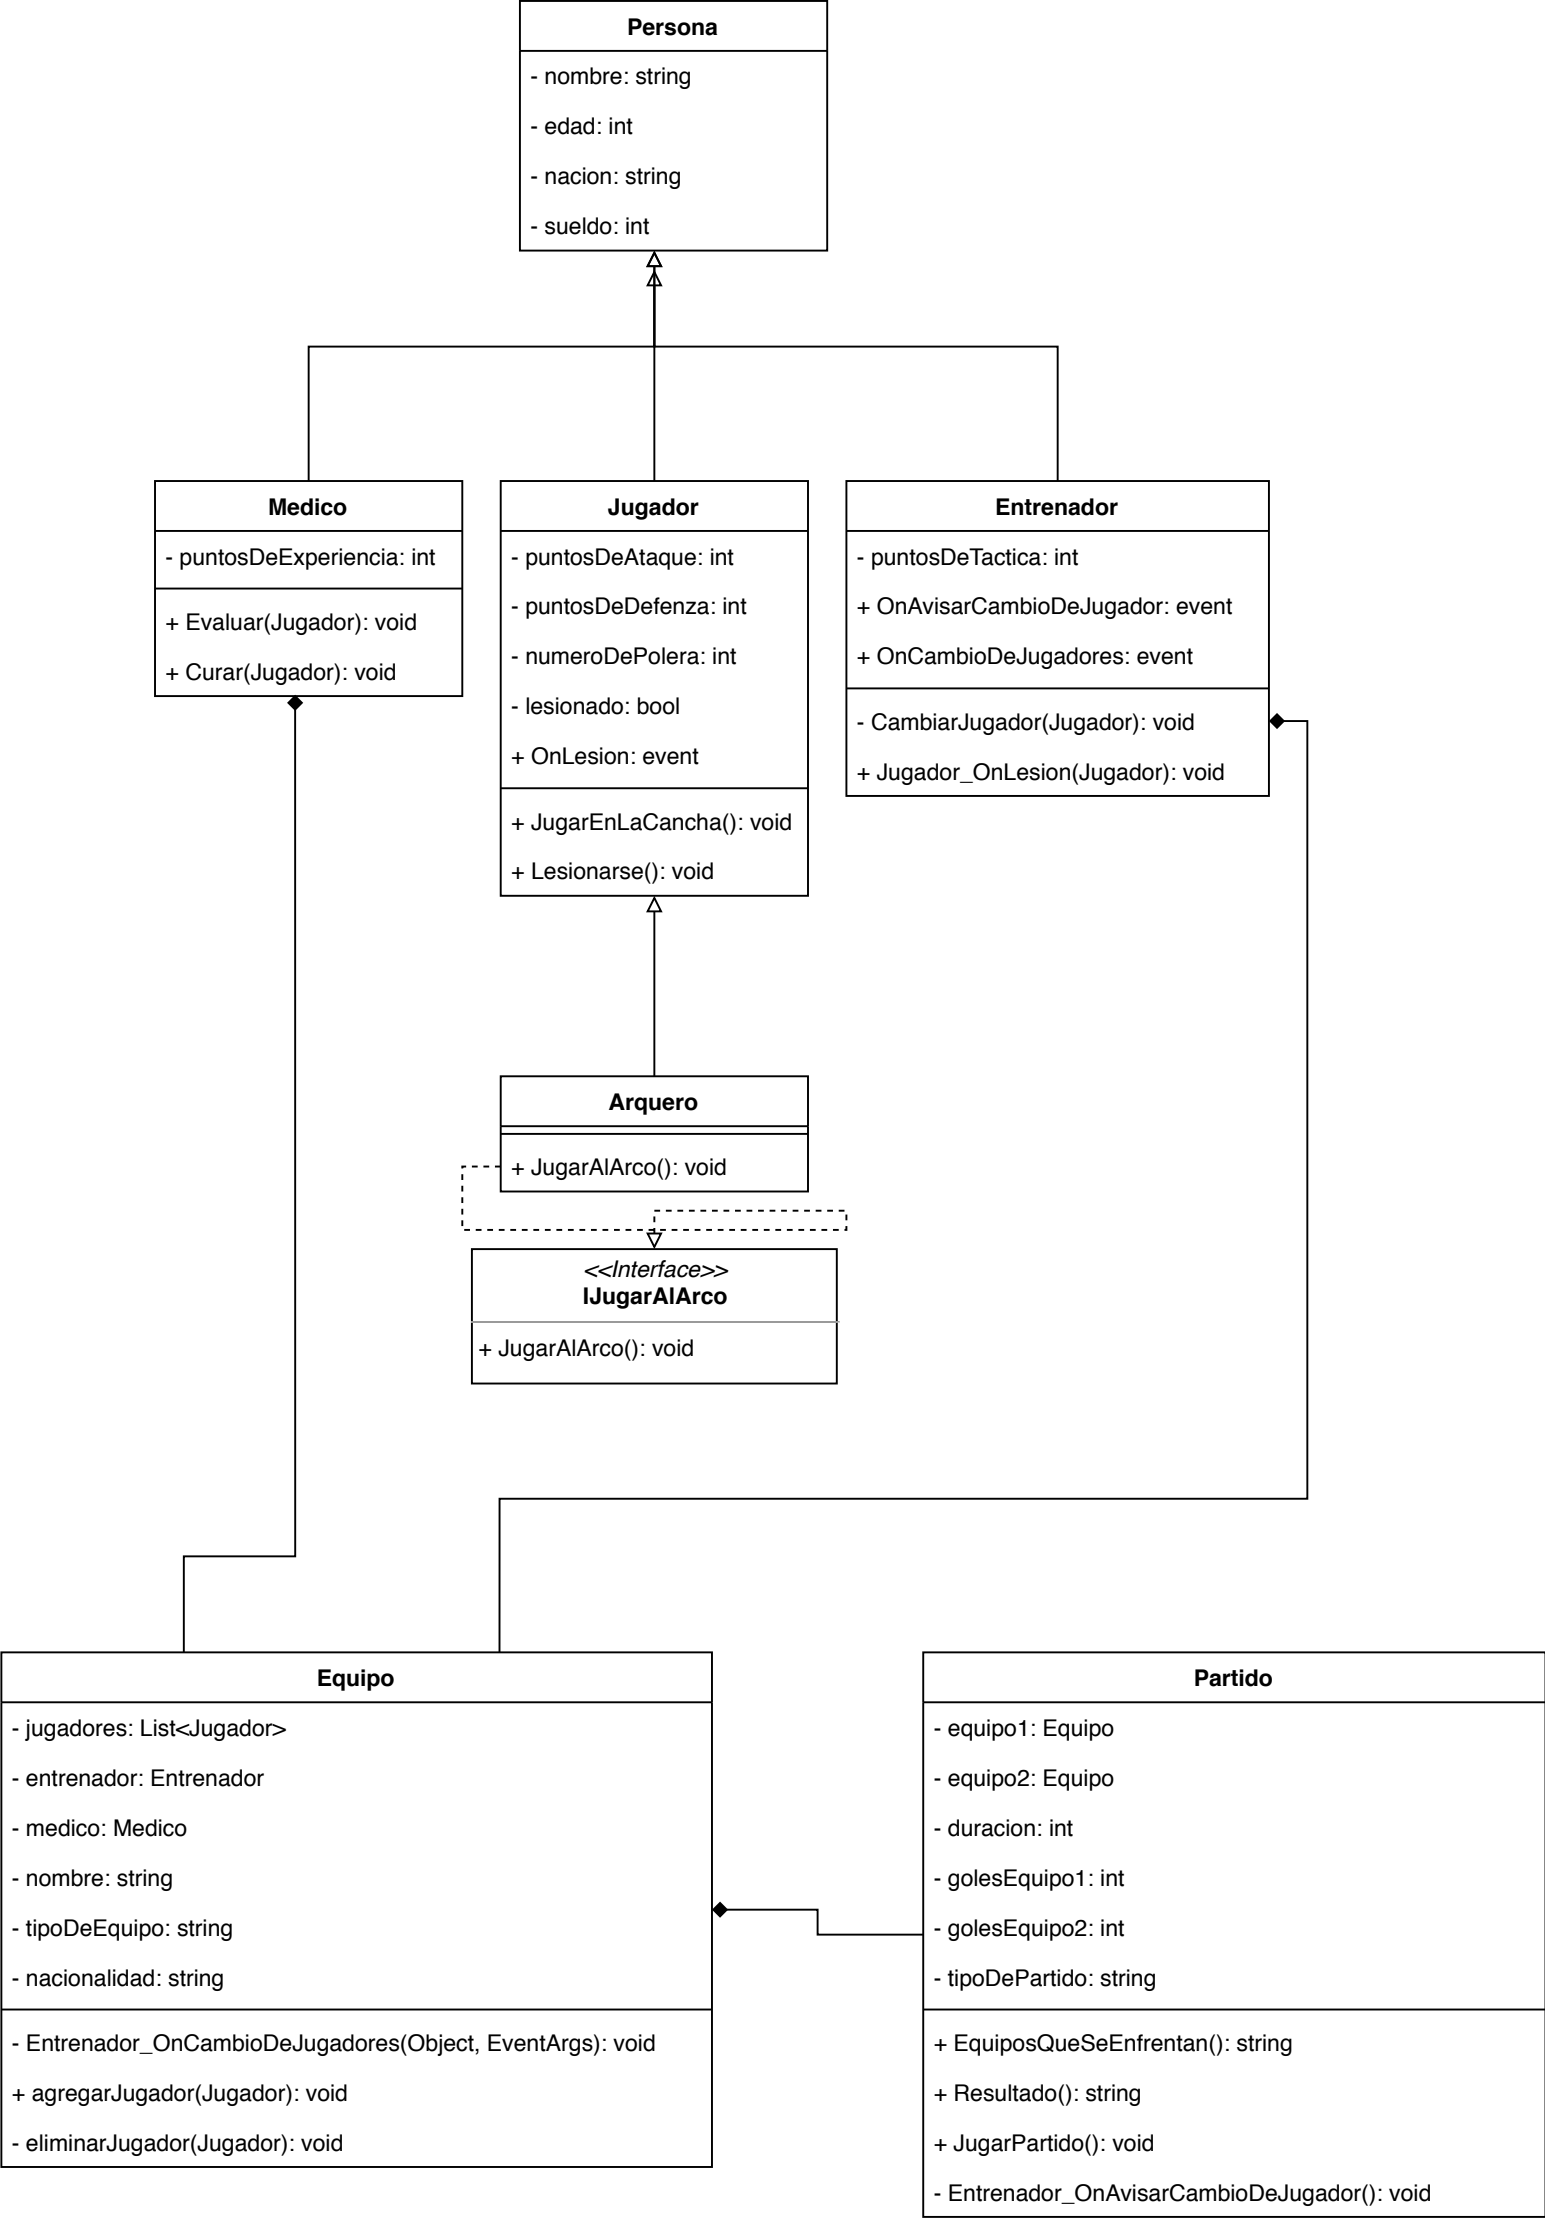 Persona
- nombre: string
- edad: int
- nacion: string
- sueldo: int
Medico
- puntosDeExperiencia: int
+ Evaluar(Jugador): void
+ Curar(Jugador): void
Jugador
- puntosDeAtaque: int
- puntosDeDefenza: int
- numeroDePolera: int
- lesionado: bool
+ OnLesion: event
+ JugarEnLaCancha(): void
+ Lesionarse(): void
Entrenador
- puntosDeTactica: int
+ OnAvisarCambioDeJugador: event
+ OnCambioDeJugadores: event
- CambiarJugador(Jugador): void
+ Jugador_OnLesion(Jugador): void
Arquero
+ JugarAlArco(): void
<<Interface>>
IJugarAlArco
+ JugarAlArco(): void
Equipo
- jugadores: List<Jugador>
- entrenador: Entrenador
- medico: Medico
- nombre: string
- tipoDeEquipo: string
- nacionalidad: string
- Entrenador_OnCambioDeJugadores(Object, EventArgs): void
+ agregarJugador(Jugador): void
- eliminarJugador(Jugador): void
Partido
- equipo1: Equipo
- equipo2: Equipo
- duracion: int
- golesEquipo1: int
- golesEquipo2: int
- tipoDePartido: string
+ EquiposQueSeEnfrentan(): string
+ Resultado(): string
+ JugarPartido(): void
- Entrenador_OnAvisarCambioDeJugador(): void